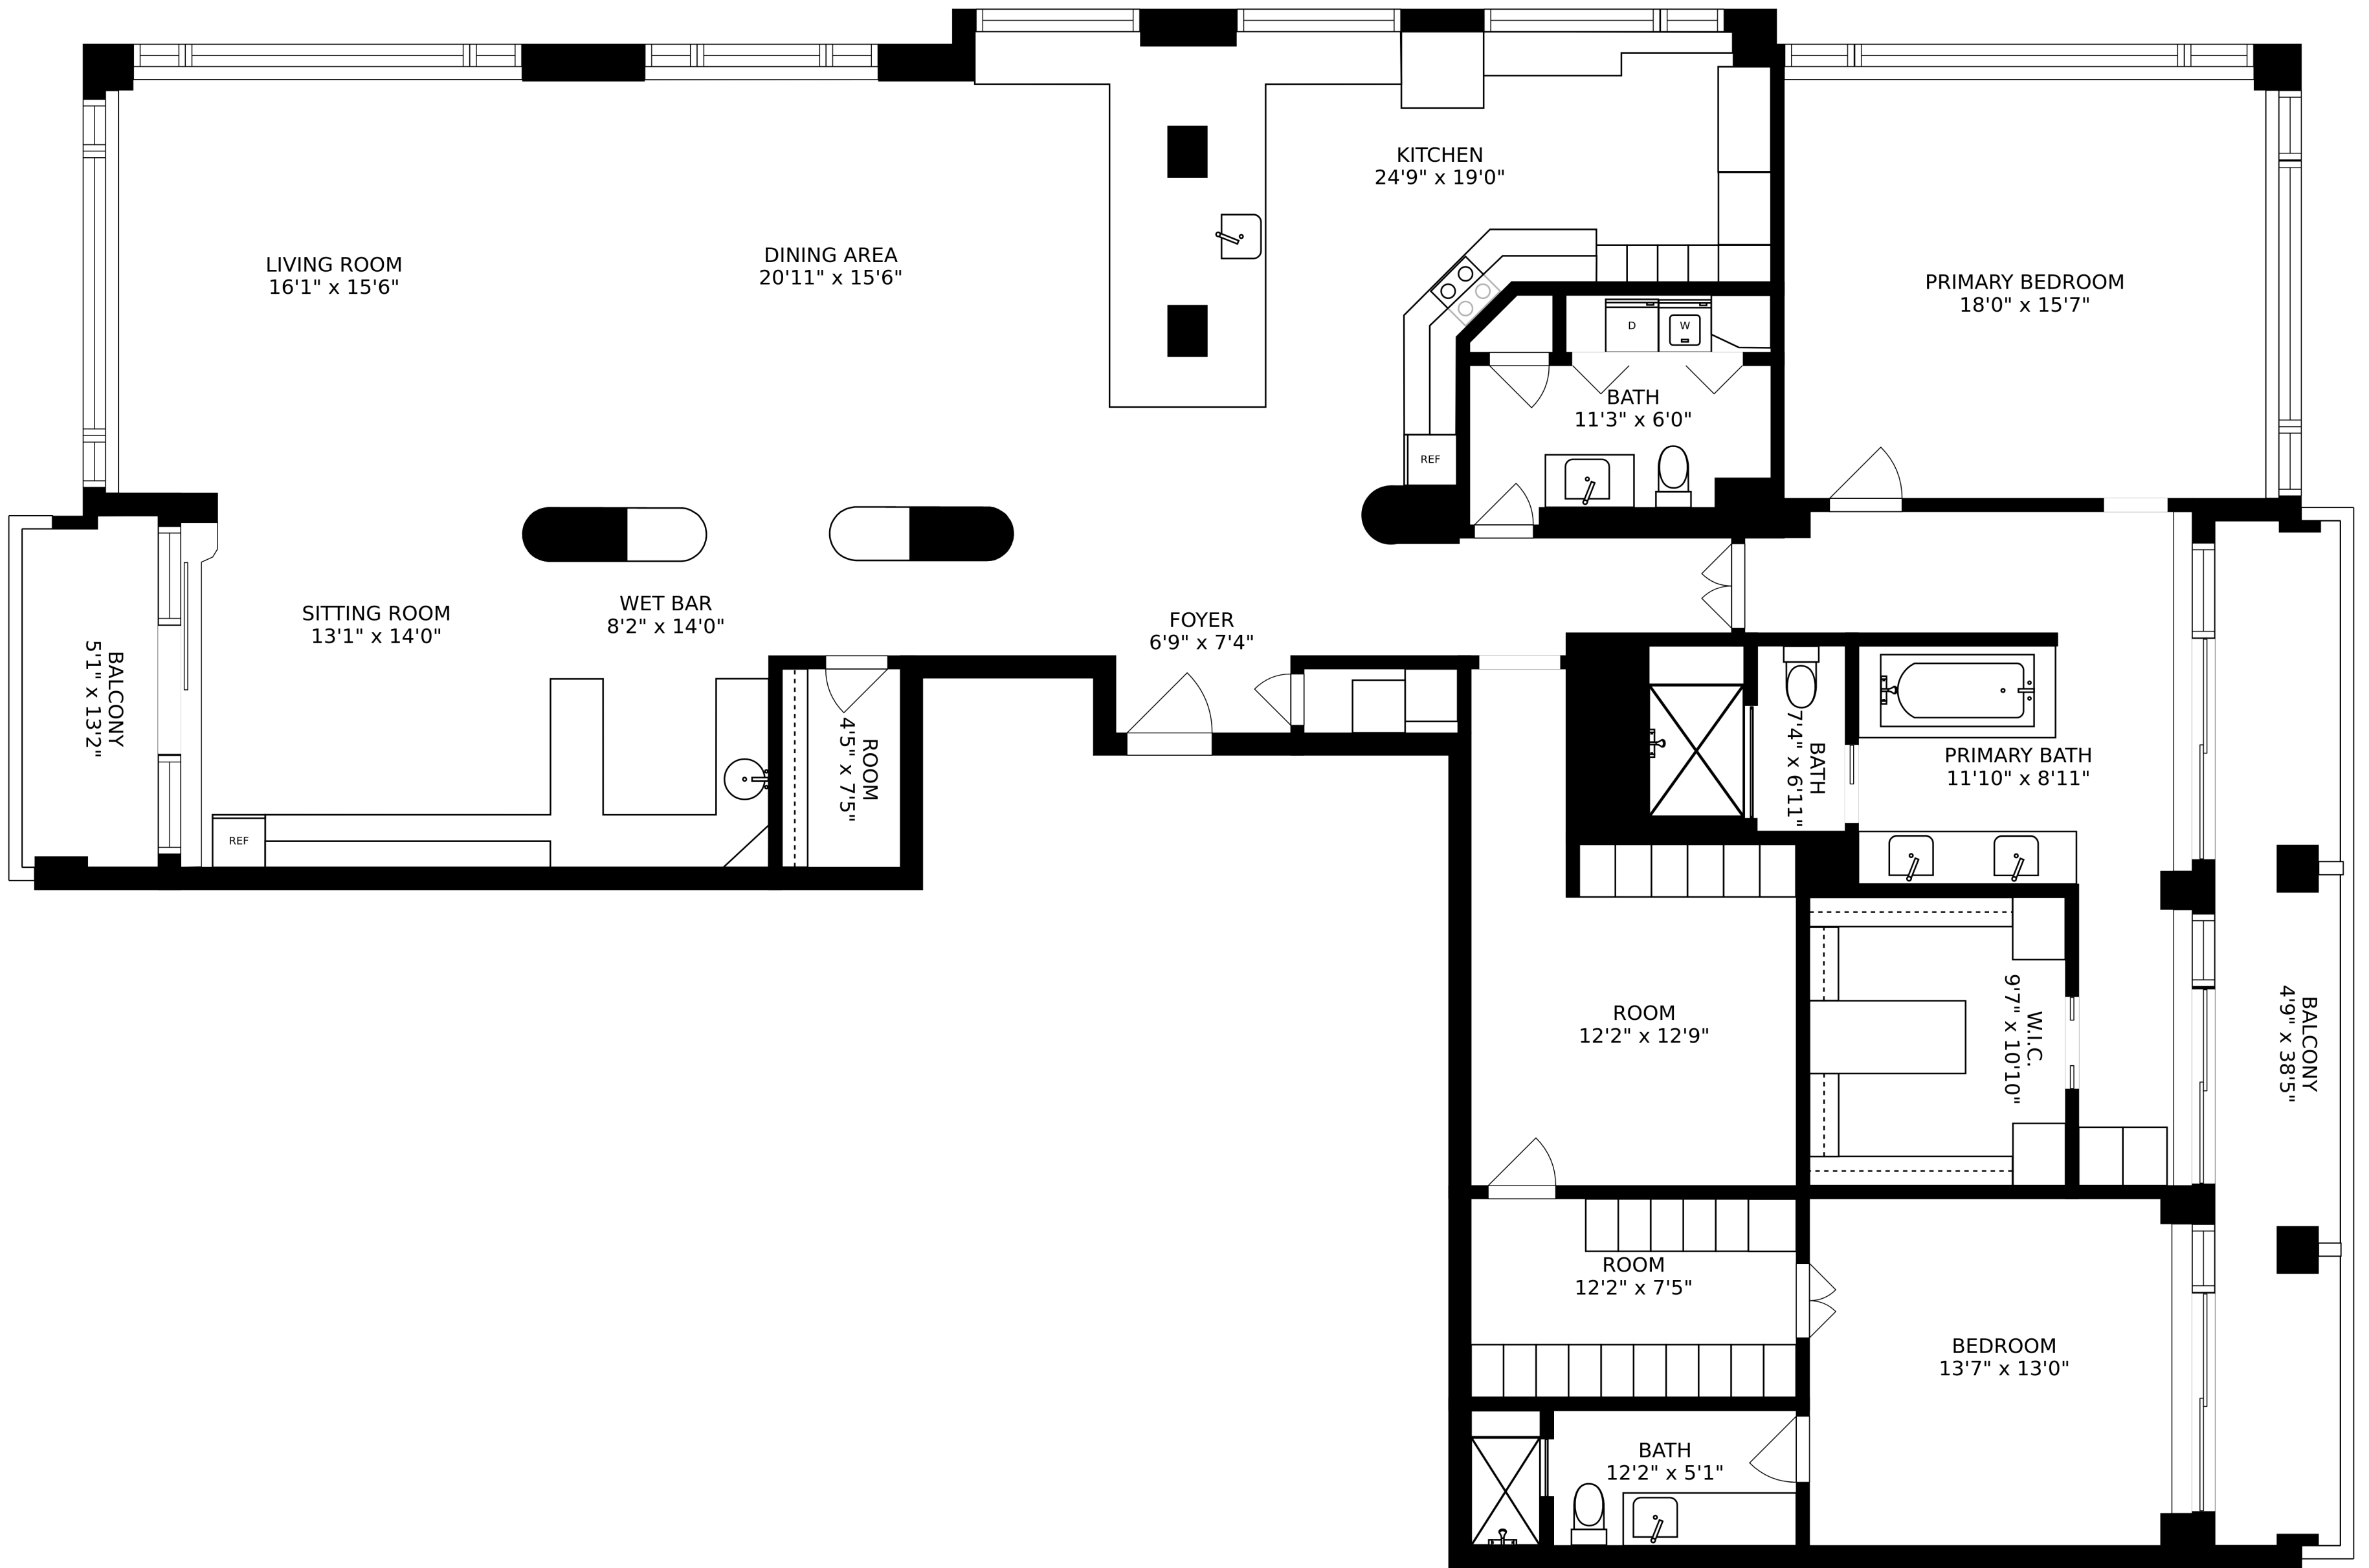 KITCHEN
24'9" x 19'0"
LIVING ROOM
16'1" x 15'6"
DINING AREA
20'11" x 15'6"
PRIMARY BEDROOM
18'0" x 15'7"
D
W
BATH
11'3" x 6'0"
REF
BALCONY
5'1" x 13'2"
SITTING ROOM
13'1" x 14'0"
WET BAR
8'2" x 14'0"
FOYER
6'9" x 7'4"
ROOM
4'5" x 7'5"
REF
BATH
7'4" x 6'11"
PRIMARY BATH
11'10" x 8'11"
ROOM
12'2" x 12'9"
W.I.C.
9'7" x 10'10"
BALCONY
4'9" x 38'5"
ROOM
12'2" x 7'5"
BEDROOM
13'7" x 13'0"
BATH
12'2" x 5'1"